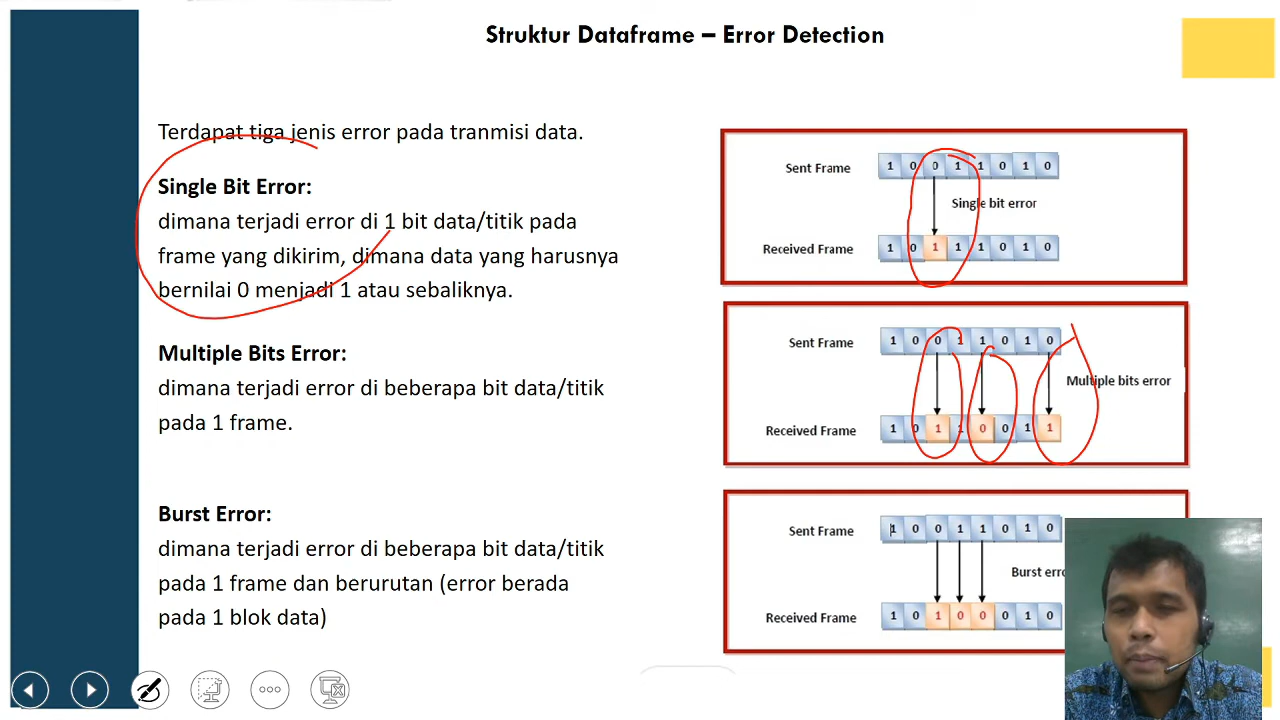 Struktur Dataframe – Error Detection
Terdapat tiga jenis error pada tranmisi data.
Single Bit Error:
dimana terjadi error di 1 bit data/titik pada
frame yang dikirim, dimana data yang harusnya
bernilai 0 menjadi 1 atau sebaliknya.
Multiple Bits Error:
dimana terjadi error di beberapa bit data/titik
pada 1 frame.
Burst Error:
dimana terjadi error di beberapa bit data/titik
pada 1 frame dan berurutan (error berada
pada 1 blok data)
Sent Frame 1 0 0 1 1 0 1 0
Single bit error
Received Frame 1 0 1 1 1 0 1 0
Sent Frame 1 0 0 1 1 0 1 0
Multiple bits error
Received Frame 1 0 1 1 0 0 1 1
Sent Frame 1 0 0 1 1 0 1 0
Burst
Received Frame 1 0 1 0 0 0 1 0